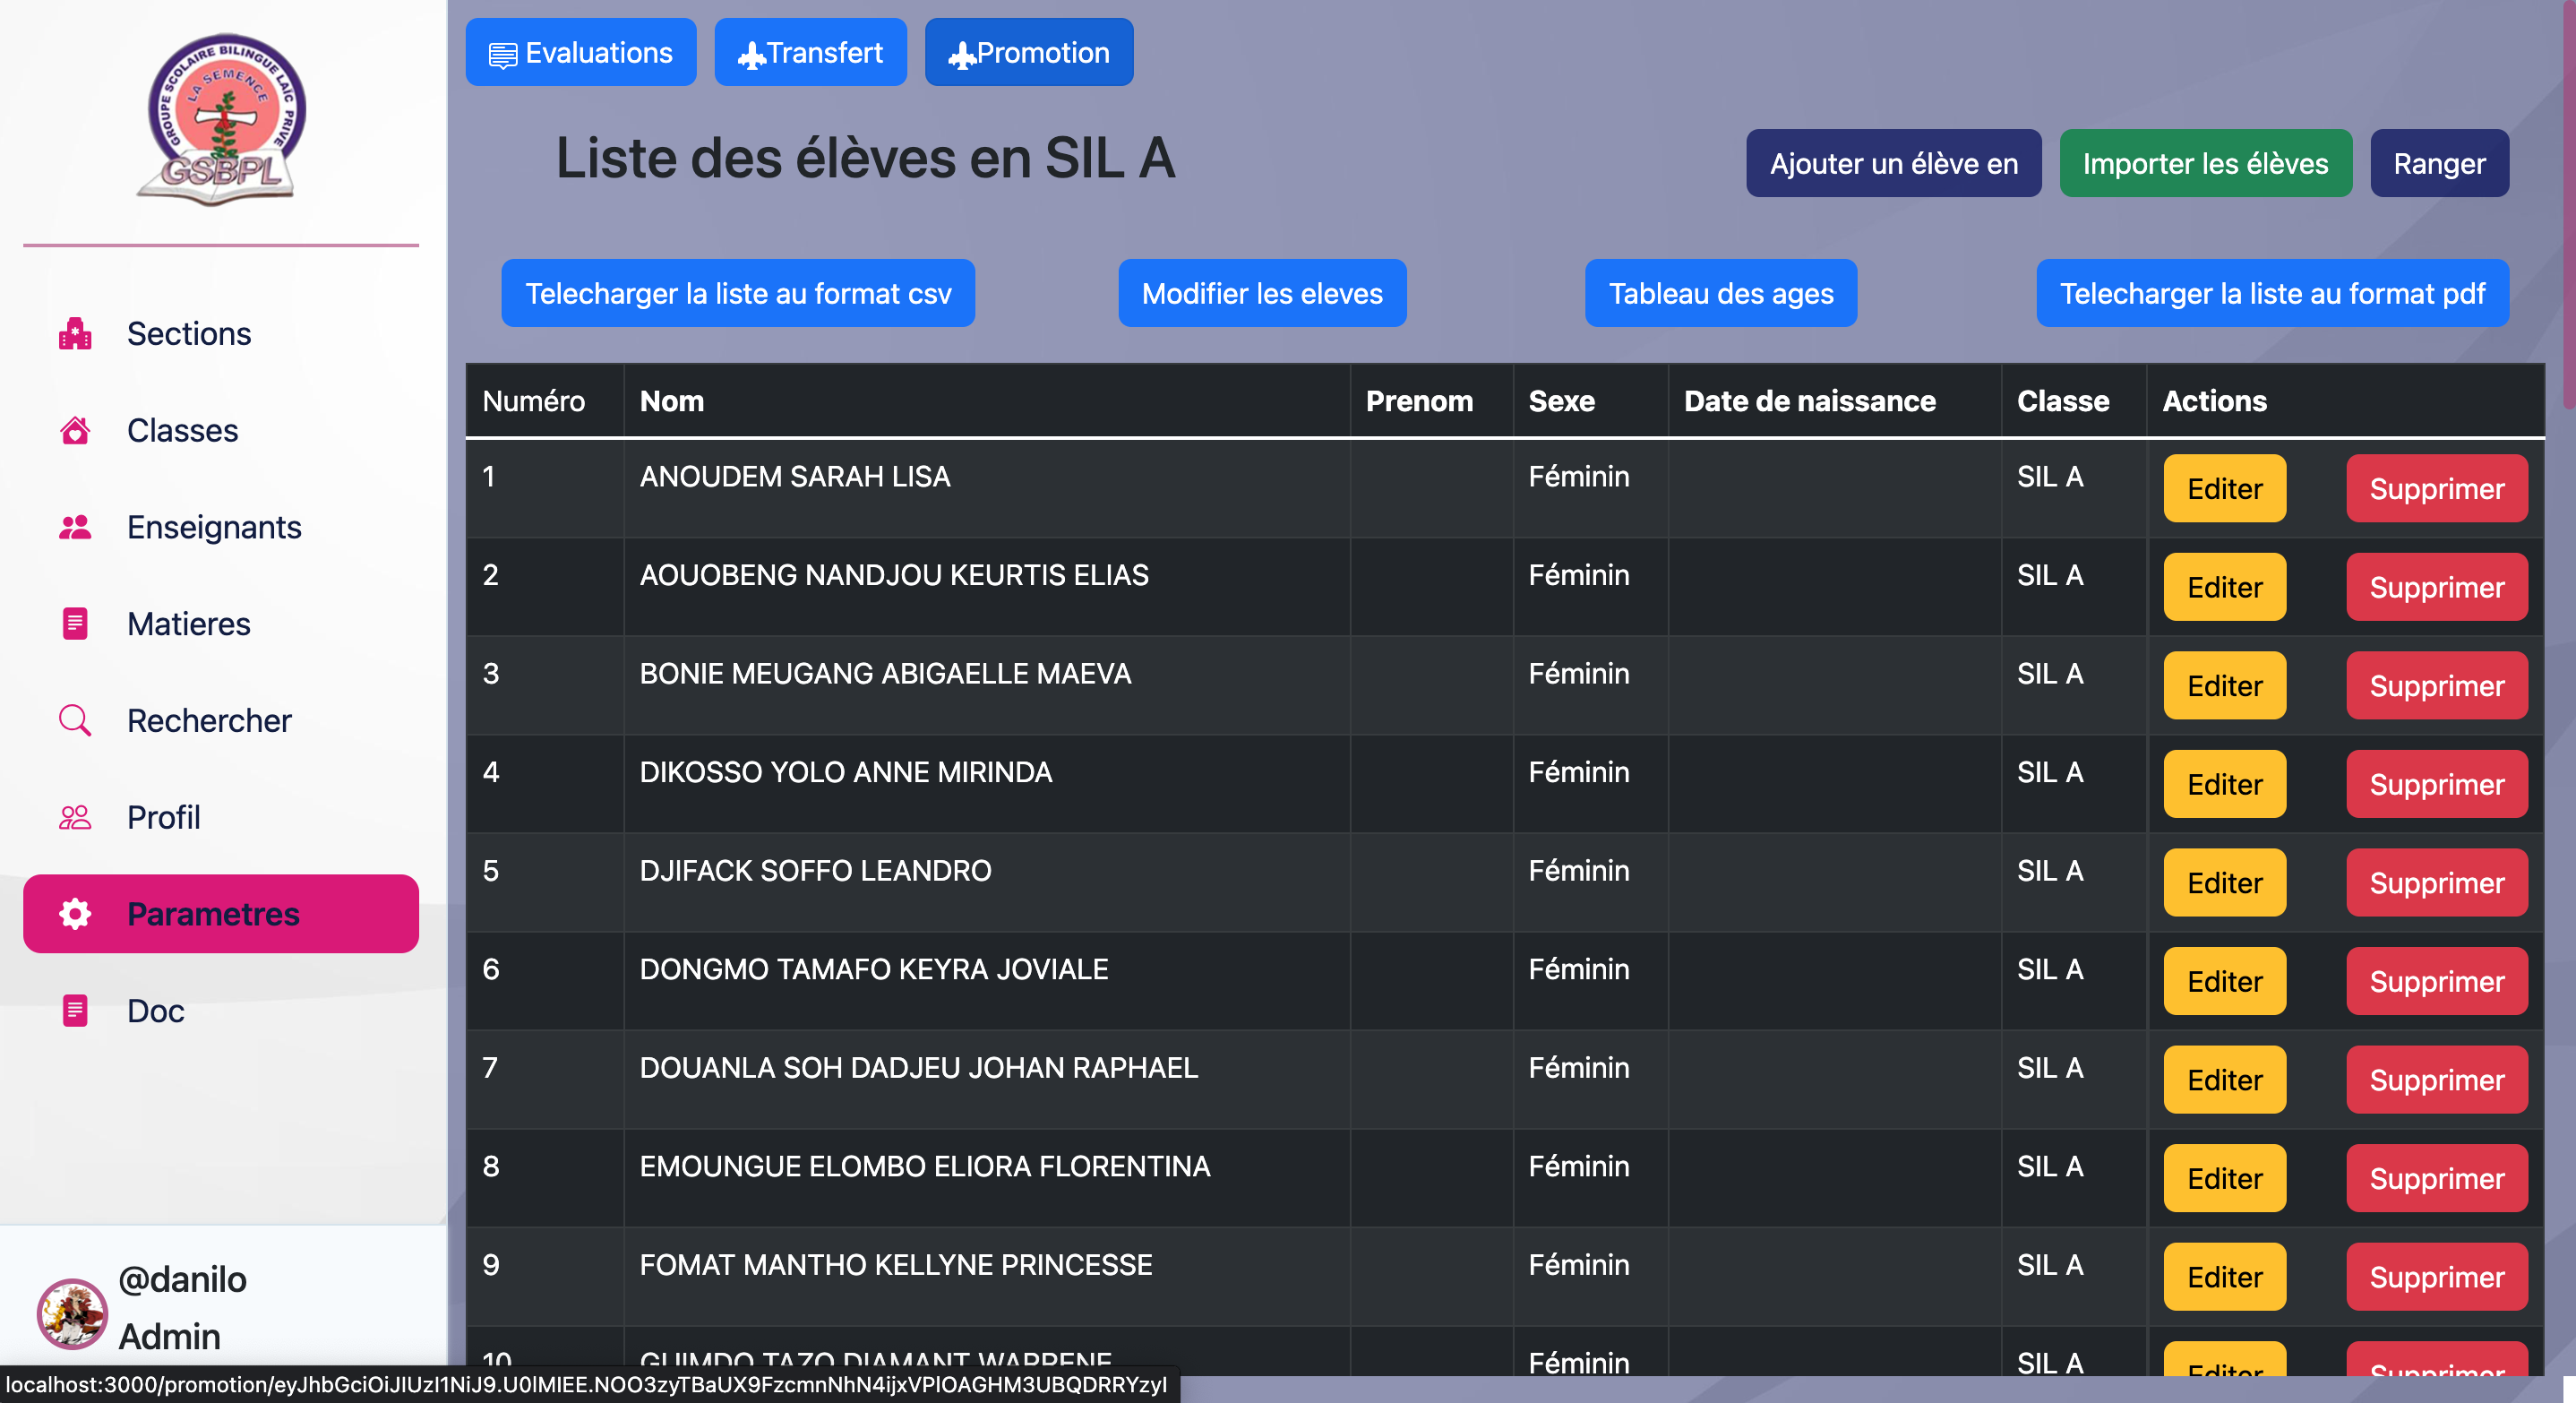 GROUPE SCOLAIRE BILINGUE LAIC PRIVE
LA SEMENCE
GSBPL
Sections
Classes
Enseignants
Matieres
Rechercher
Profil
Parametres
Doc
@danilo
Admin
Evaluations
Transfert
Promotion
Liste des élèves en SIL A
Ajouter un élève en
Importer les élèves
Ranger
Telecharger la liste au format csv
Modifier les eleves
Tableau des ages
Telecharger la liste au format pdf
Numéro Nom Prenom Sexe Date de naissance Classe Actions
1 ANOUDEM SARAH LISA Féminin SIL A Editer Supprimer
2 AOUOBENG NANDJOU KEURTIS ELIAS Féminin SIL A Editer Supprimer
3 BONIE MEUGANG ABIGAELLE MAEVA Féminin SIL A Editer Supprimer
4 DIKOSSO YOLO ANNE MIRINDA Féminin SIL A Editer Supprimer
5 DJIFACK SOFFO LEANDRO Féminin SIL A Editer Supprimer
6 DONGMO TAMAFO KEYRA JOVIALE Féminin SIL A Editer Supprimer
7 DOUANLA SOH DADJEU JOHAN RAPHAEL Féminin SIL A Editer Supprimer
8 EMOUNGUE ELOMBO ELIORA FLORENTINA Féminin SIL A Editer Supprimer
9 FOMAT MANTHO KELLYNE PRINCESSE Féminin SIL A Editer Supprimer
10 GUIMDO TAZO DIAMANT WARRENE Féminin SIL A Editer Supprimer
localhost:3000/promotion/eyJhbGciOiJIUzI1NiJ9.U0lMIEE.NOO3zyTBaUX9FzcmnNhN4ijxVPlOAGHM3UBQDRRYzyI